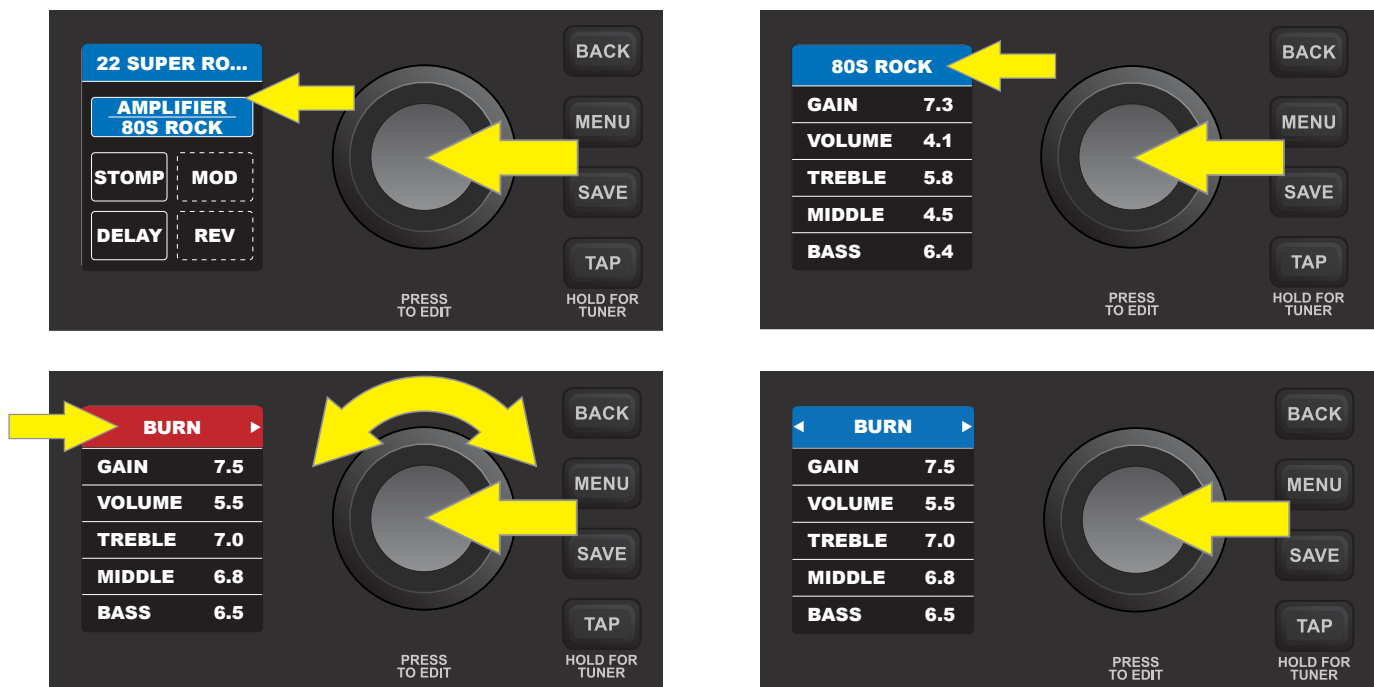 22 SUPER RO...
AMPLIFIER
80S ROCK
STOMP MOD
DELAY REV
PRESS
TO EDIT
BACK
MENU
SAVE
TAP
HOLD FOR
TUNER
80S ROCK
GAIN 7.3
VOLUME 4.1
TREBLE 5.8
MIDDLE 4.5
BASS 6.4
PRESS
TO EDIT
BACK
MENU
SAVE
TAP
HOLD FOR
TUNER
BURN
GAIN 7.5
VOLUME 5.5
TREBLE 7.0
MIDDLE 6.8
BASS 6.5
PRESS
TO EDIT
BACK
MENU
SAVE
TAP
HOLD FOR
TUNER
BURN
GAIN 7.5
VOLUME 5.5
TREBLE 7.0
MIDDLE 6.8
BASS 6.5
PRESS
TO EDIT
BACK
MENU
SAVE
TAP
HOLD FOR
TUNER